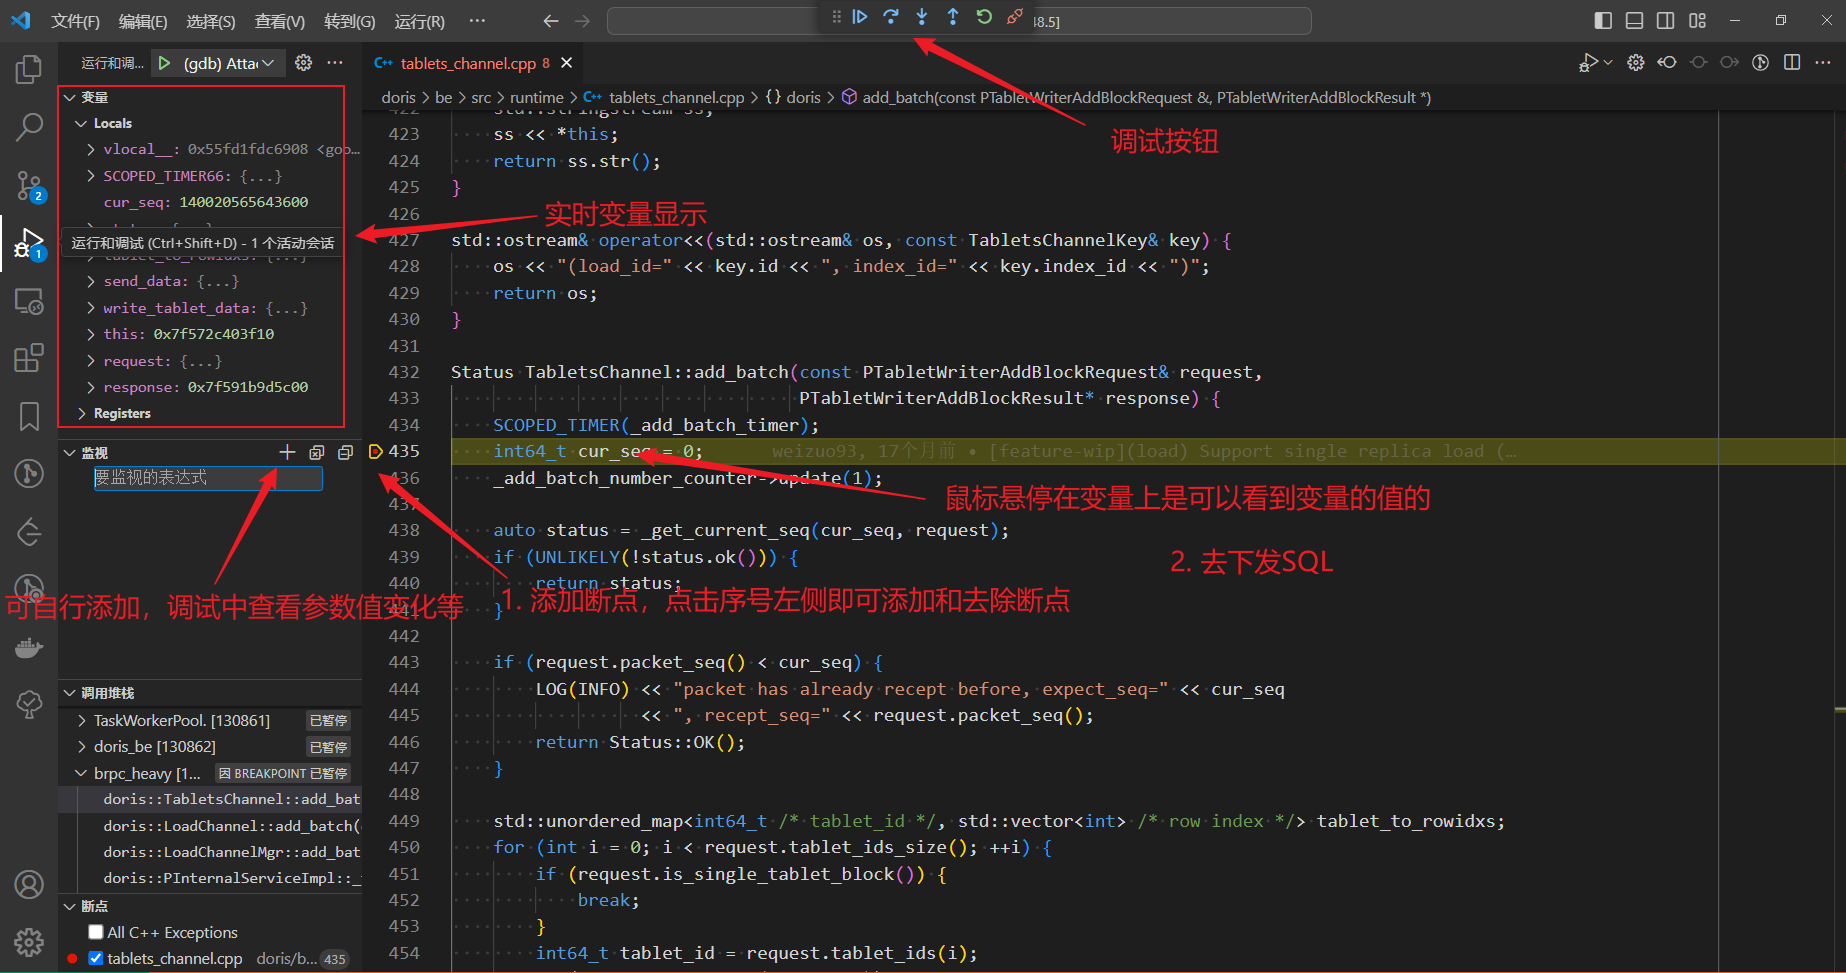 文件(F) 编辑(E) 选择(S) 查看(V) 转到(G) 运行(R) ··· 48.5]
运行和调... (gdb) Attac ···
C++ tablets_channel.cpp 8
doris > be > src > runtime > C++ tablets_channel.cpp > {} doris > add_batch(const PTabletWriterAddBlockRequest &, PTabletWriterAddBlockResult *)
变量
Locals
vlocal__: 0x55fd1fdc6908 <goo...
SCOPED_TIMER66: {...}
cur_seq: 140020565643600
运行和调试 (Ctrl+Shift+D) - 1 个活动会话
tablet_to_rowidxs: {...}
send_data: {...}
write_tablet_data: {...}
this: 0x7f572c403f10
request: {...}
response: 0x7f591b9d5c00
Registers
监视
要监视的表达式
可自行添加，调试中查看参数值变化等
调用堆栈
TaskWorkerPool. [130861] 已暂停
doris_be [130862] 已暂停
brpc_heavy [1... 因 BREAKPOINT 已暂停
doris::TabletsChannel::add_bat
doris::LoadChannel::add_batch(
doris::LoadChannelMgr::add_bat
doris::PInternalServiceImpl::_
断点
All C++ Exceptions
tablets_channel.cpp doris/b... 435
2
1
调试按钮
实时变量显示
422 std::stringstream ss;
423 ss << *this;
424 return ss.str();
425 }
426
427 std::ostream& operator<<(std::ostream& os, const TabletsChannelKey& key) {
428 os << "(load_id=" << key.id << ", index_id=" << key.index_id << ")";
429 return os;
430 }
431
432 Status TabletsChannel::add_batch(const PTabletWriterAddBlockRequest& request,
433 PTabletWriterAddBlockResult* response) {
434 SCOPED_TIMER(_add_batch_timer);
435 int64_t cur_seq = 0; weizuo93, 17个月前 • [feature-wip](load) Support single replica load (...
436 _add_batch_number_counter->update(1);
鼠标悬停在变量上是可以看到变量的值的
437
438 auto status = _get_current_seq(cur_seq, request);
439 if (UNLIKELY(!status.ok())) {
2. 去下发SQL
440 return status;
1. 添加断点，点击序号左侧即可添加和去除断点
441 }
442
443 if (request.packet_seq() < cur_seq) {
444 LOG(INFO) << "packet has already recept before, expect_seq=" << cur_seq
445 << ", recept_seq=" << request.packet_seq();
446 return Status::OK();
447 }
448
449 std::unordered_map<int64_t /* tablet_id */, std::vector<int> /* row index */> tablet_to_rowidxs;
450 for (int i = 0; i < request.tablet_ids_size(); ++i) {
451 if (request.is_single_tablet_block()) {
452 break;
453 }
454 int64_t tablet_id = request.tablet_ids(i);